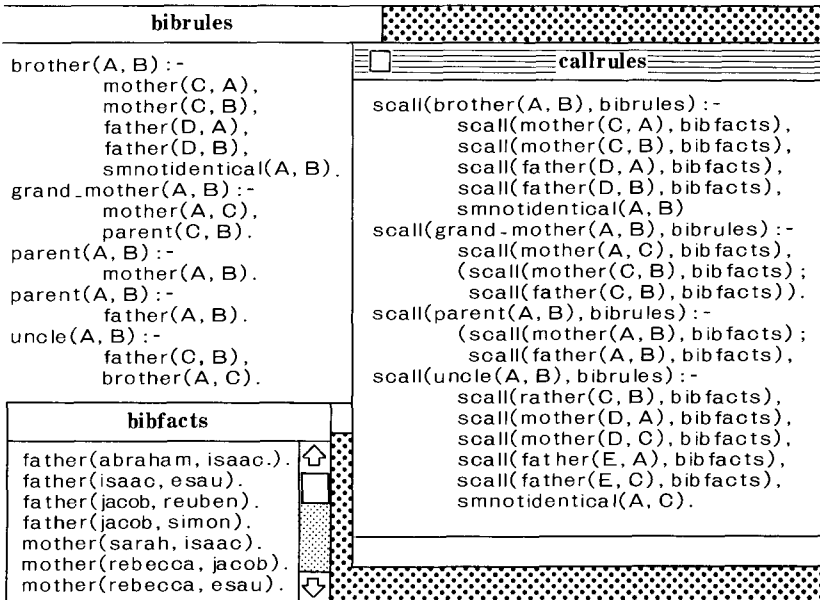 bibrules
brother(A, B) :-
mother(C, A),
mother(C, B),
father(D, A),
father(D, B),
smnotidentical(A, B).
grand_mother(A, B) :-
mother(A, C),
parent(C, B).
parent(A, B) :-
mother(A, B).
parent(A, B) :-
father(A, B).
uncle(A, B) :-
father(C, B),
brother(A, C).
bibfacts
father(abraham, isaac.).
father(isaac, esau).
father(jacob, reuben).
father(jacob, simon).
mother(sarah, isaac).
mother(rebecca, jacob).
mother(rebecca, esau).
callrules
scall(brother(A, B), bibrules) :-
scall(mother(C, A), bibfacts),
scall(mother(C, B), bibfacts),
scall(father(D, A), bibfacts),
scall(father(D, B), bibfacts),
smnotidentical(A, B)
scall(grand-mother(A, B), bibrules) :-
scall(mother(A, C), bibfacts),
(scall(mother(C, B), bibfacts);
scall(father(C, B), bibfacts)).
scall(parent(A, B), bibrules) :-
(scall(mother(A, B), bibfacts);
scall(father(A, B), bibfacts),
scall(uncle(A, B), bibrules) :-
scall(rather(C, B), bibfacts),
scall(mother(D, A), bibfacts),
scall(mother(D, C), bibfacts),
scall(father(E, A), bibfacts),
scall(father(E, C), bibfacts),
smnotidentical(A, C).